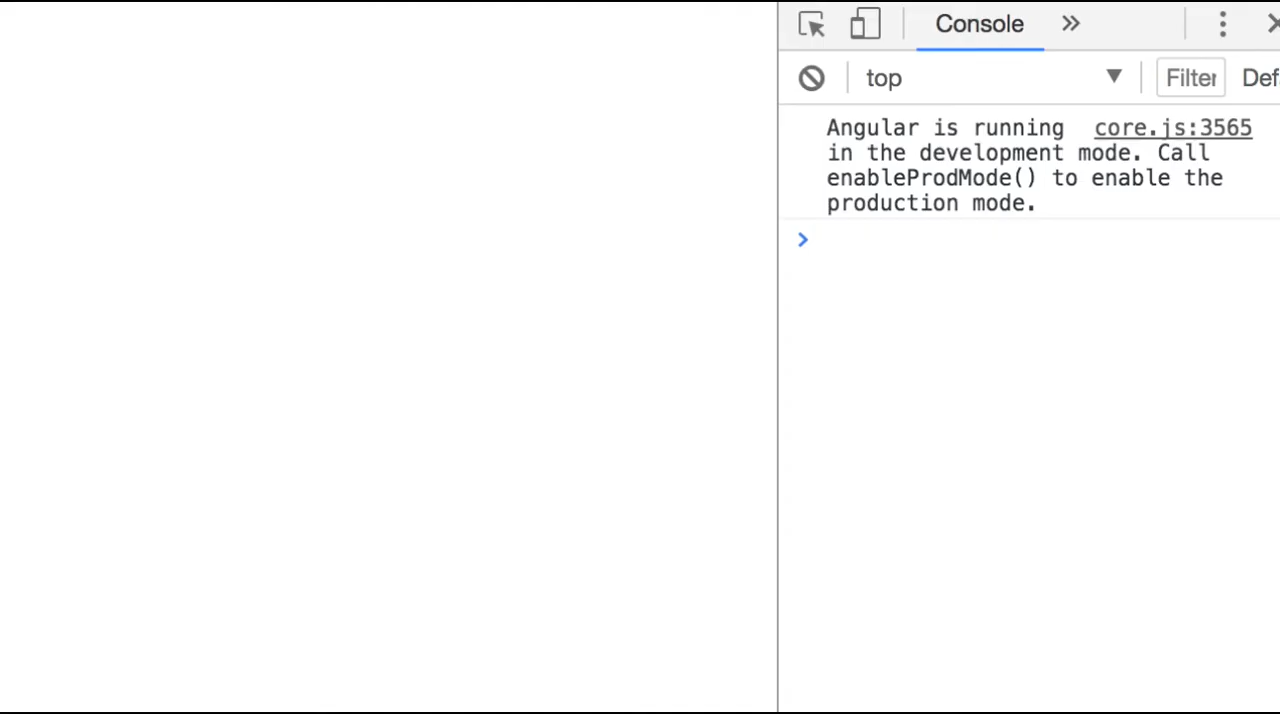 Console
top
Filter
Def
Angular is running core.js:3565
in the development mode. Call
enableProdMode() to enable the
production mode.